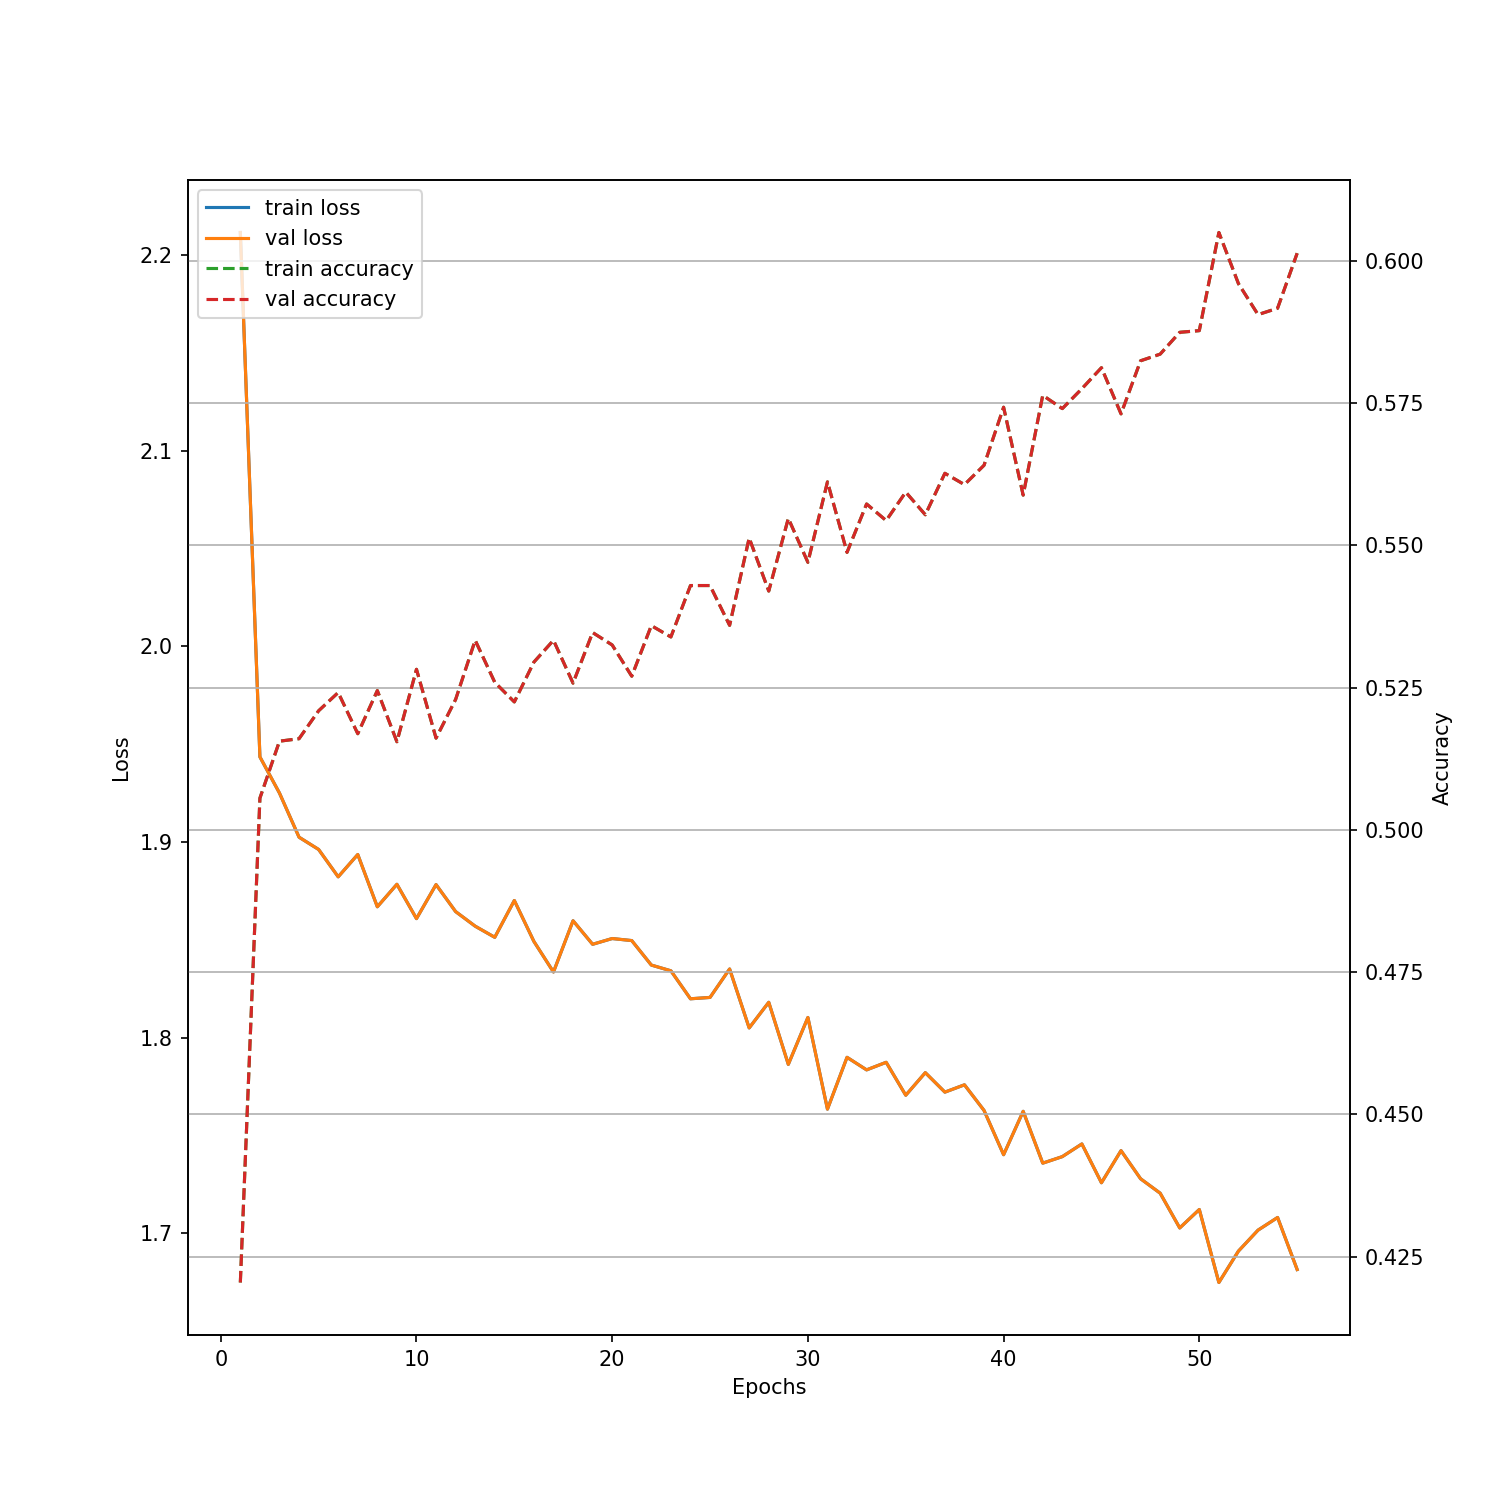 train loss
val loss
train accuracy
val accuracy
2.2
2.1
2.0
1.9
1.8
1.7
Loss
0.600
0.575
0.550
0.525
0.500
0.475
0.450
0.425
Accuracy
0 10 20 30 40 50
Epochs